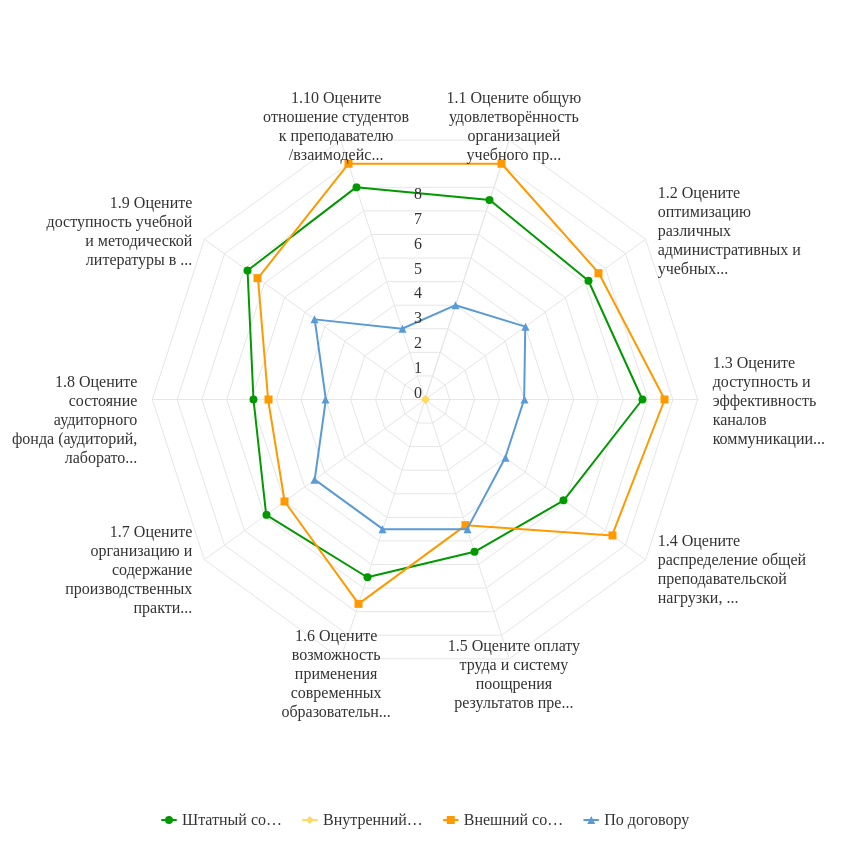 1.10 Оцените
отношение студентов
к преподавателю
/взаимодейс...
1.1 Оцените общую
удовлетворённость
организацией
учебного пр...
1.2 Оцените
оптимизацию
различных
административных и
учебных...
1.3 Оцените
доступность и
эффективность
каналов
коммуникации...
1.4 Оцените
распределение общей
преподавательской
нагрузки, ...
1.5 Оцените оплату
труда и систему
поощрения
результатов пре...
1.6 Оцените
возможность
применения
современных
образовательн...
1.7 Оцените
организацию и
содержание
производственных
практи...
1.8 Оцените
состояние
аудиторного
фонда (аудиторий,
лаборато...
1.9 Оцените
доступность учебной
и методической
литературы в ...
8
7
6
5
4
3
2
1
0
Штатный со…
Внутренний…
Внешний со…
По договору